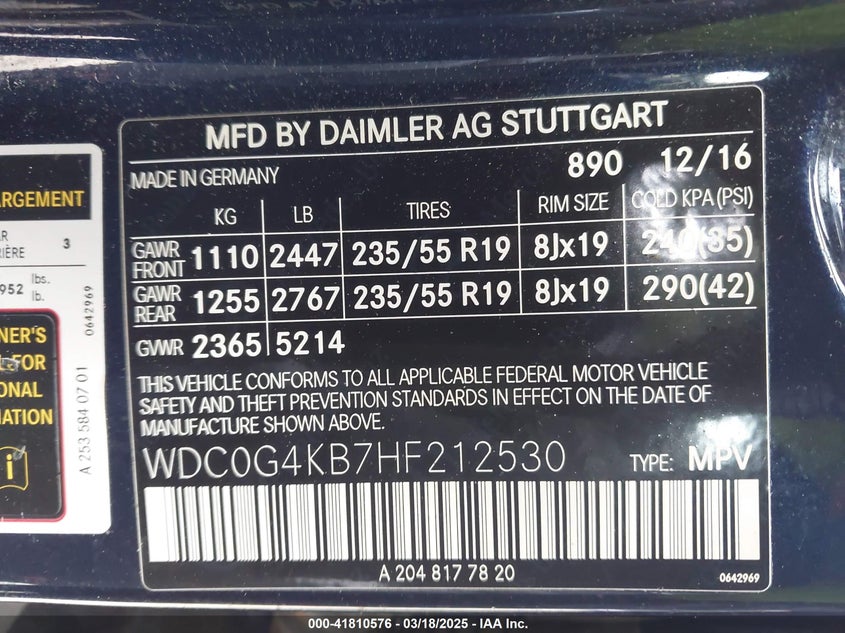 MFD BY DAIMLER AG STUTTGART
MADE IN GERMANY 890 12/16
KG LB TIRES RIM SIZE COLD KPA (PSI)
GAWR FRONT 1110 2447 235/55 R19 8Jx19 240(35)
GAWR REAR 1255 2767 235/55 R19 8Jx19 290(42)
GVWR 2365 5214
THIS VEHICLE CONFORMS TO ALL APPLICABLE FEDERAL MOTOR VEHICLE
SAFETY AND THEFT PREVENTION STANDARDS IN EFFECT ON THE DATE OF
MANUFACTURE SHOWN ABOVE.
WDC0G4KB7HF212530 TYPE: MPV
A 204 817 78 20
0642969
ARGEMENT
3
952 lbs.
lb.
0642969
NER'S
FOR
ONAL
A 253 584 07 01
i
000-41810576 - 03/18/2025 - IAA Inc.